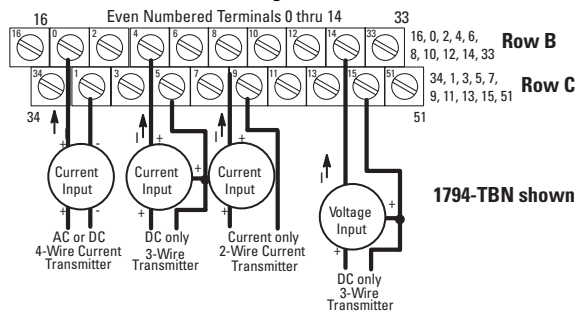 Even Numbered Terminals 0 thru 14
16 33
16 0 2 4 6 8 10 12 14 33
16, 0, 2, 4, 6,
8, 10, 12, 14, 33
Row B
34 1 3 5 7 9 11 13 15 51
34, 1, 3, 5, 7,
9, 11, 13, 15, 51
Row C
34 51
I I I I
+ - + + + + +
Current
Input
Current
Input
Current
Input
Voltage
Input
1794-TBN shown
+ - + + +
AC or DC
4-Wire Current
Transmitter
DC only
3-Wire
Transmitter
Current only
2-Wire Current
Transmitter
DC only
3-Wire
Transmitter